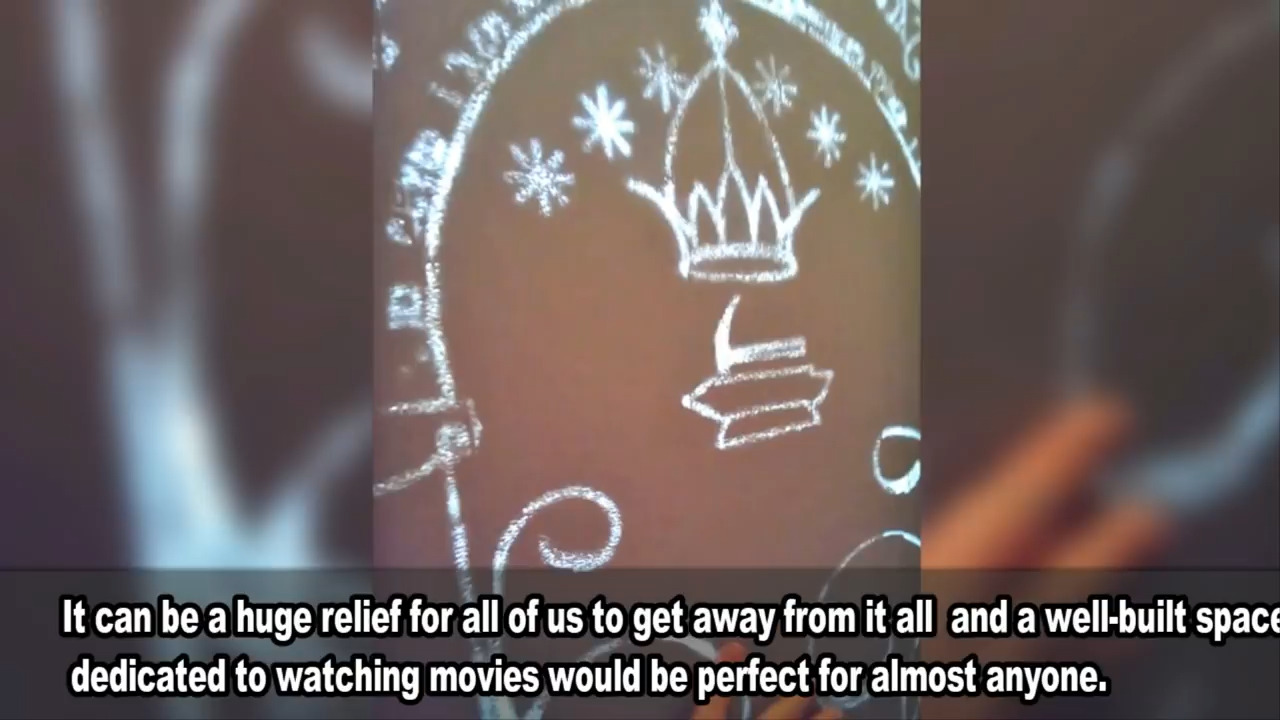 It can be a huge relief for all of us to get away from it all  and a well-built space
dedicated to watching movies would be perfect for almost anyone.